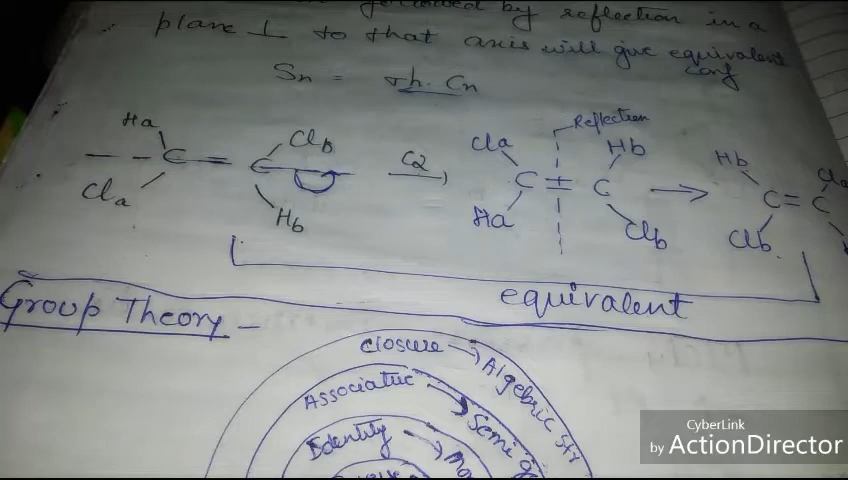 followed by reflection in a
plane ⊥ to that axis will give equivalent
conf
Sn = σh. Cn
Reflection
Ha Clb Cla Hb Hb Cla
C = C C2 C = C C = C
Cla Hb Ha Clb Clb
equivalent
Group Theory -
Closure → Algebric str
Associative → Semi g
Identity →
CyberLink
by ActionDirector